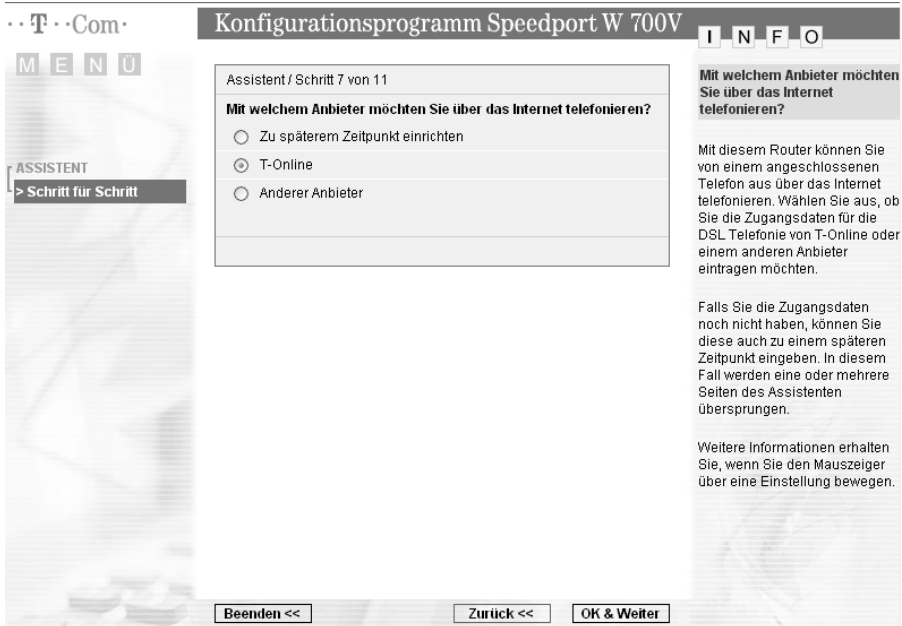 ··T··Com·
Konfigurationsprogramm Speedport W 700V
INFO
MENÜ
ASSISTENT
> Schritt für Schritt
Assistent / Schritt 7 von 11
Mit welchem Anbieter möchten Sie über das Internet telefonieren?
Zu späterem Zeitpunkt einrichten
T-Online
Anderer Anbieter
Mit welchem Anbieter möchten
Sie über das Internet
telefonieren?
Mit diesem Router können Sie
von einem angeschlossenen
Telefon aus über das Internet
telefonieren. Wählen Sie aus, ob
Sie die Zugangsdaten für die
DSL Telefonie von T-Online oder
einem anderen Anbieter
eintragen möchten.
Falls Sie die Zugangsdaten
noch nicht haben, können Sie
diese auch zu einem späteren
Zeitpunkt eingeben. In diesem
Fall werden eine oder mehrere
Seiten des Assistenten
übersprungen.
Weitere Informationen erhalten
Sie, wenn Sie den Mauszeiger
über eine Einstellung bewegen.
Beenden <<
Zurück <<
OK & Weiter